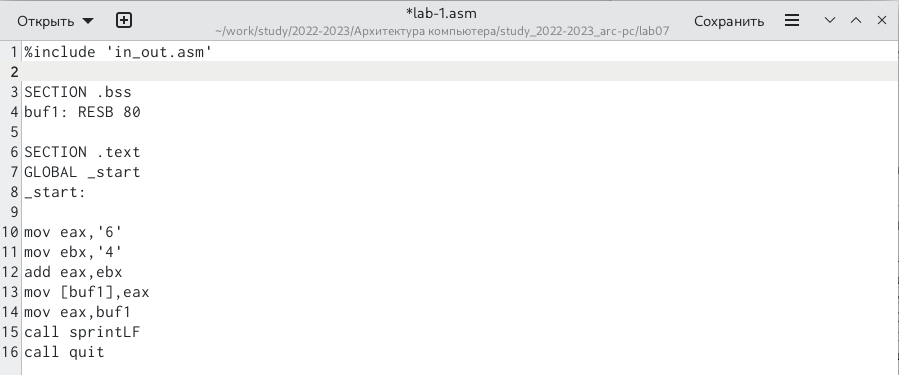 Открыть
*lab-1.asm
~/work/study/2022-2023/Архитектура компьютера/study_2022-2023_arc-pc/lab07
Сохранить
1 %include 'in_out.asm'
2
3 SECTION .bss
4 buf1: RESB 80
5
6 SECTION .text
7 GLOBAL _start
8 _start:
9
10 mov eax,'6'
11 mov ebx,'4'
12 add eax,ebx
13 mov [buf1],eax
14 mov eax,buf1
15 call sprintLF
16 call quit